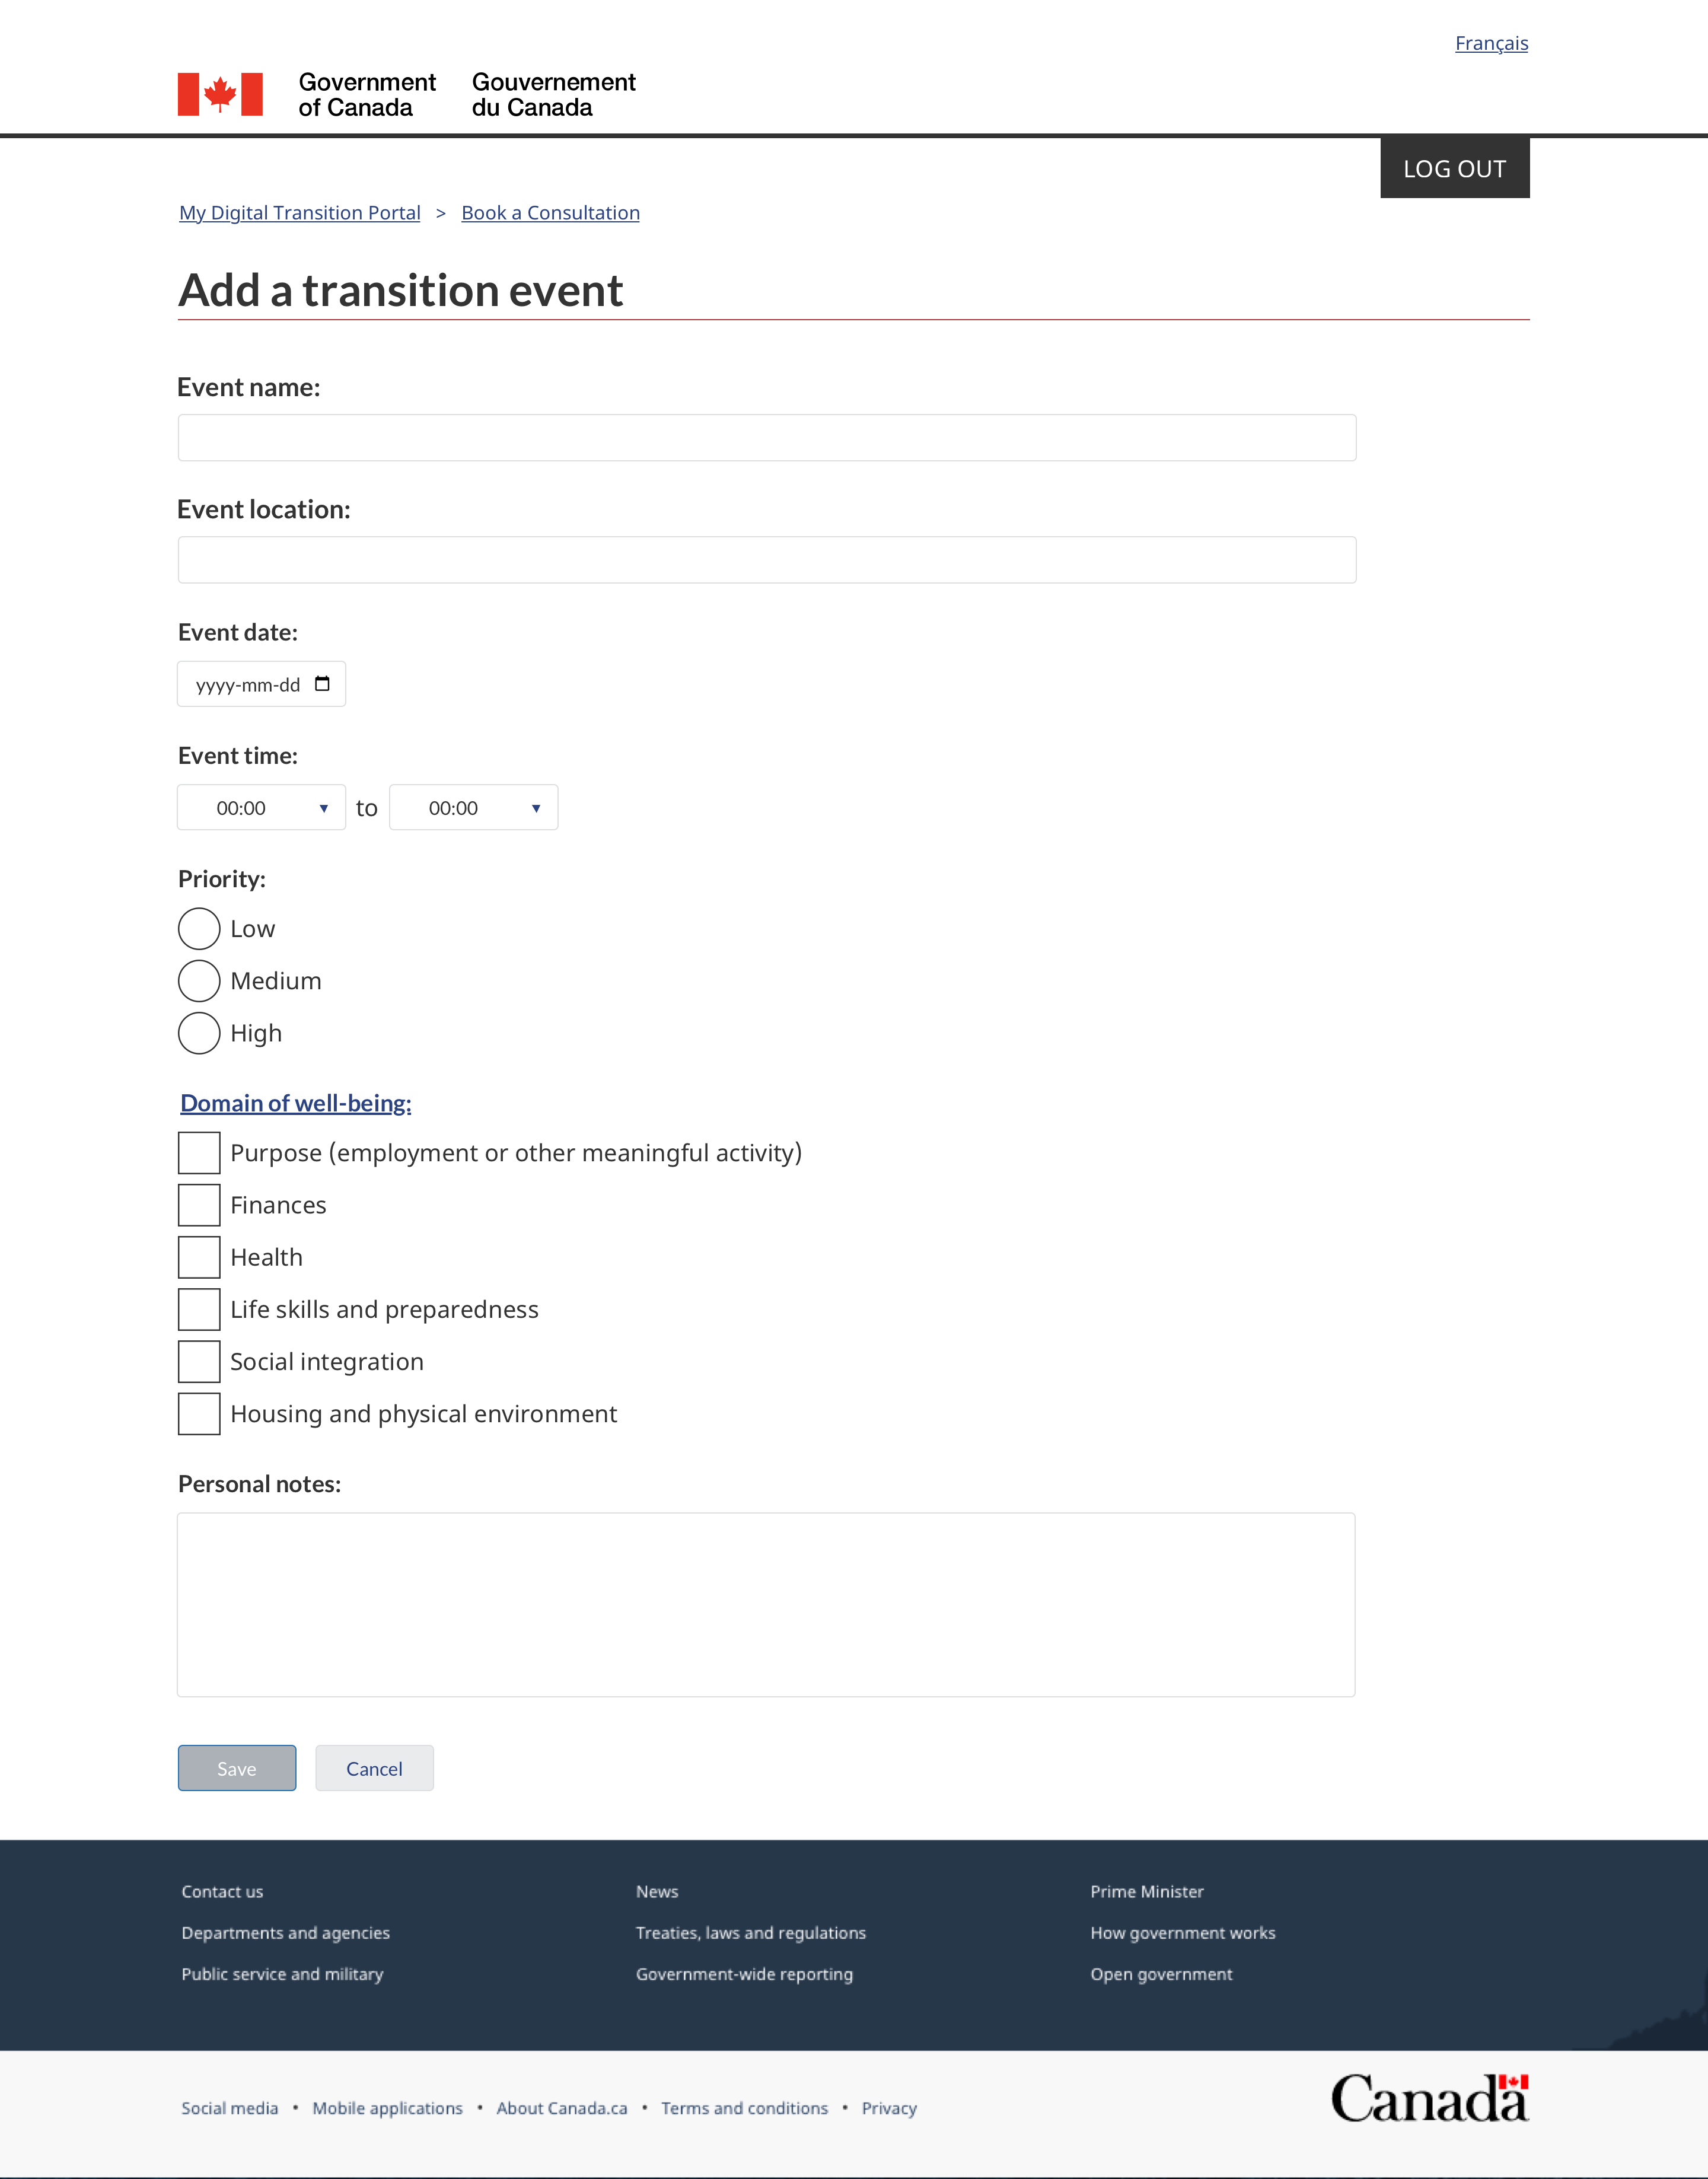 Français
Government of Canada
Gouvernement du Canada
LOG OUT
My Digital Transition Portal > Book a Consultation
Add a transition event
Event name:
Event location:
Event date:
yyyy-mm-dd
Event time:
00:00 ▼ to 00:00 ▼
Priority:
Low
Medium
High
Domain of well-being:
Purpose (employment or other meaningful activity)
Finances
Health
Life skills and preparedness
Social integration
Housing and physical environment
Personal notes:
Save Cancel
Contact us
Departments and agencies
Public service and military
News
Treaties, laws and regulations
Government-wide reporting
Prime Minister
How government works
Open government
Social media • Mobile applications • About Canada.ca • Terms and conditions • Privacy
Canada